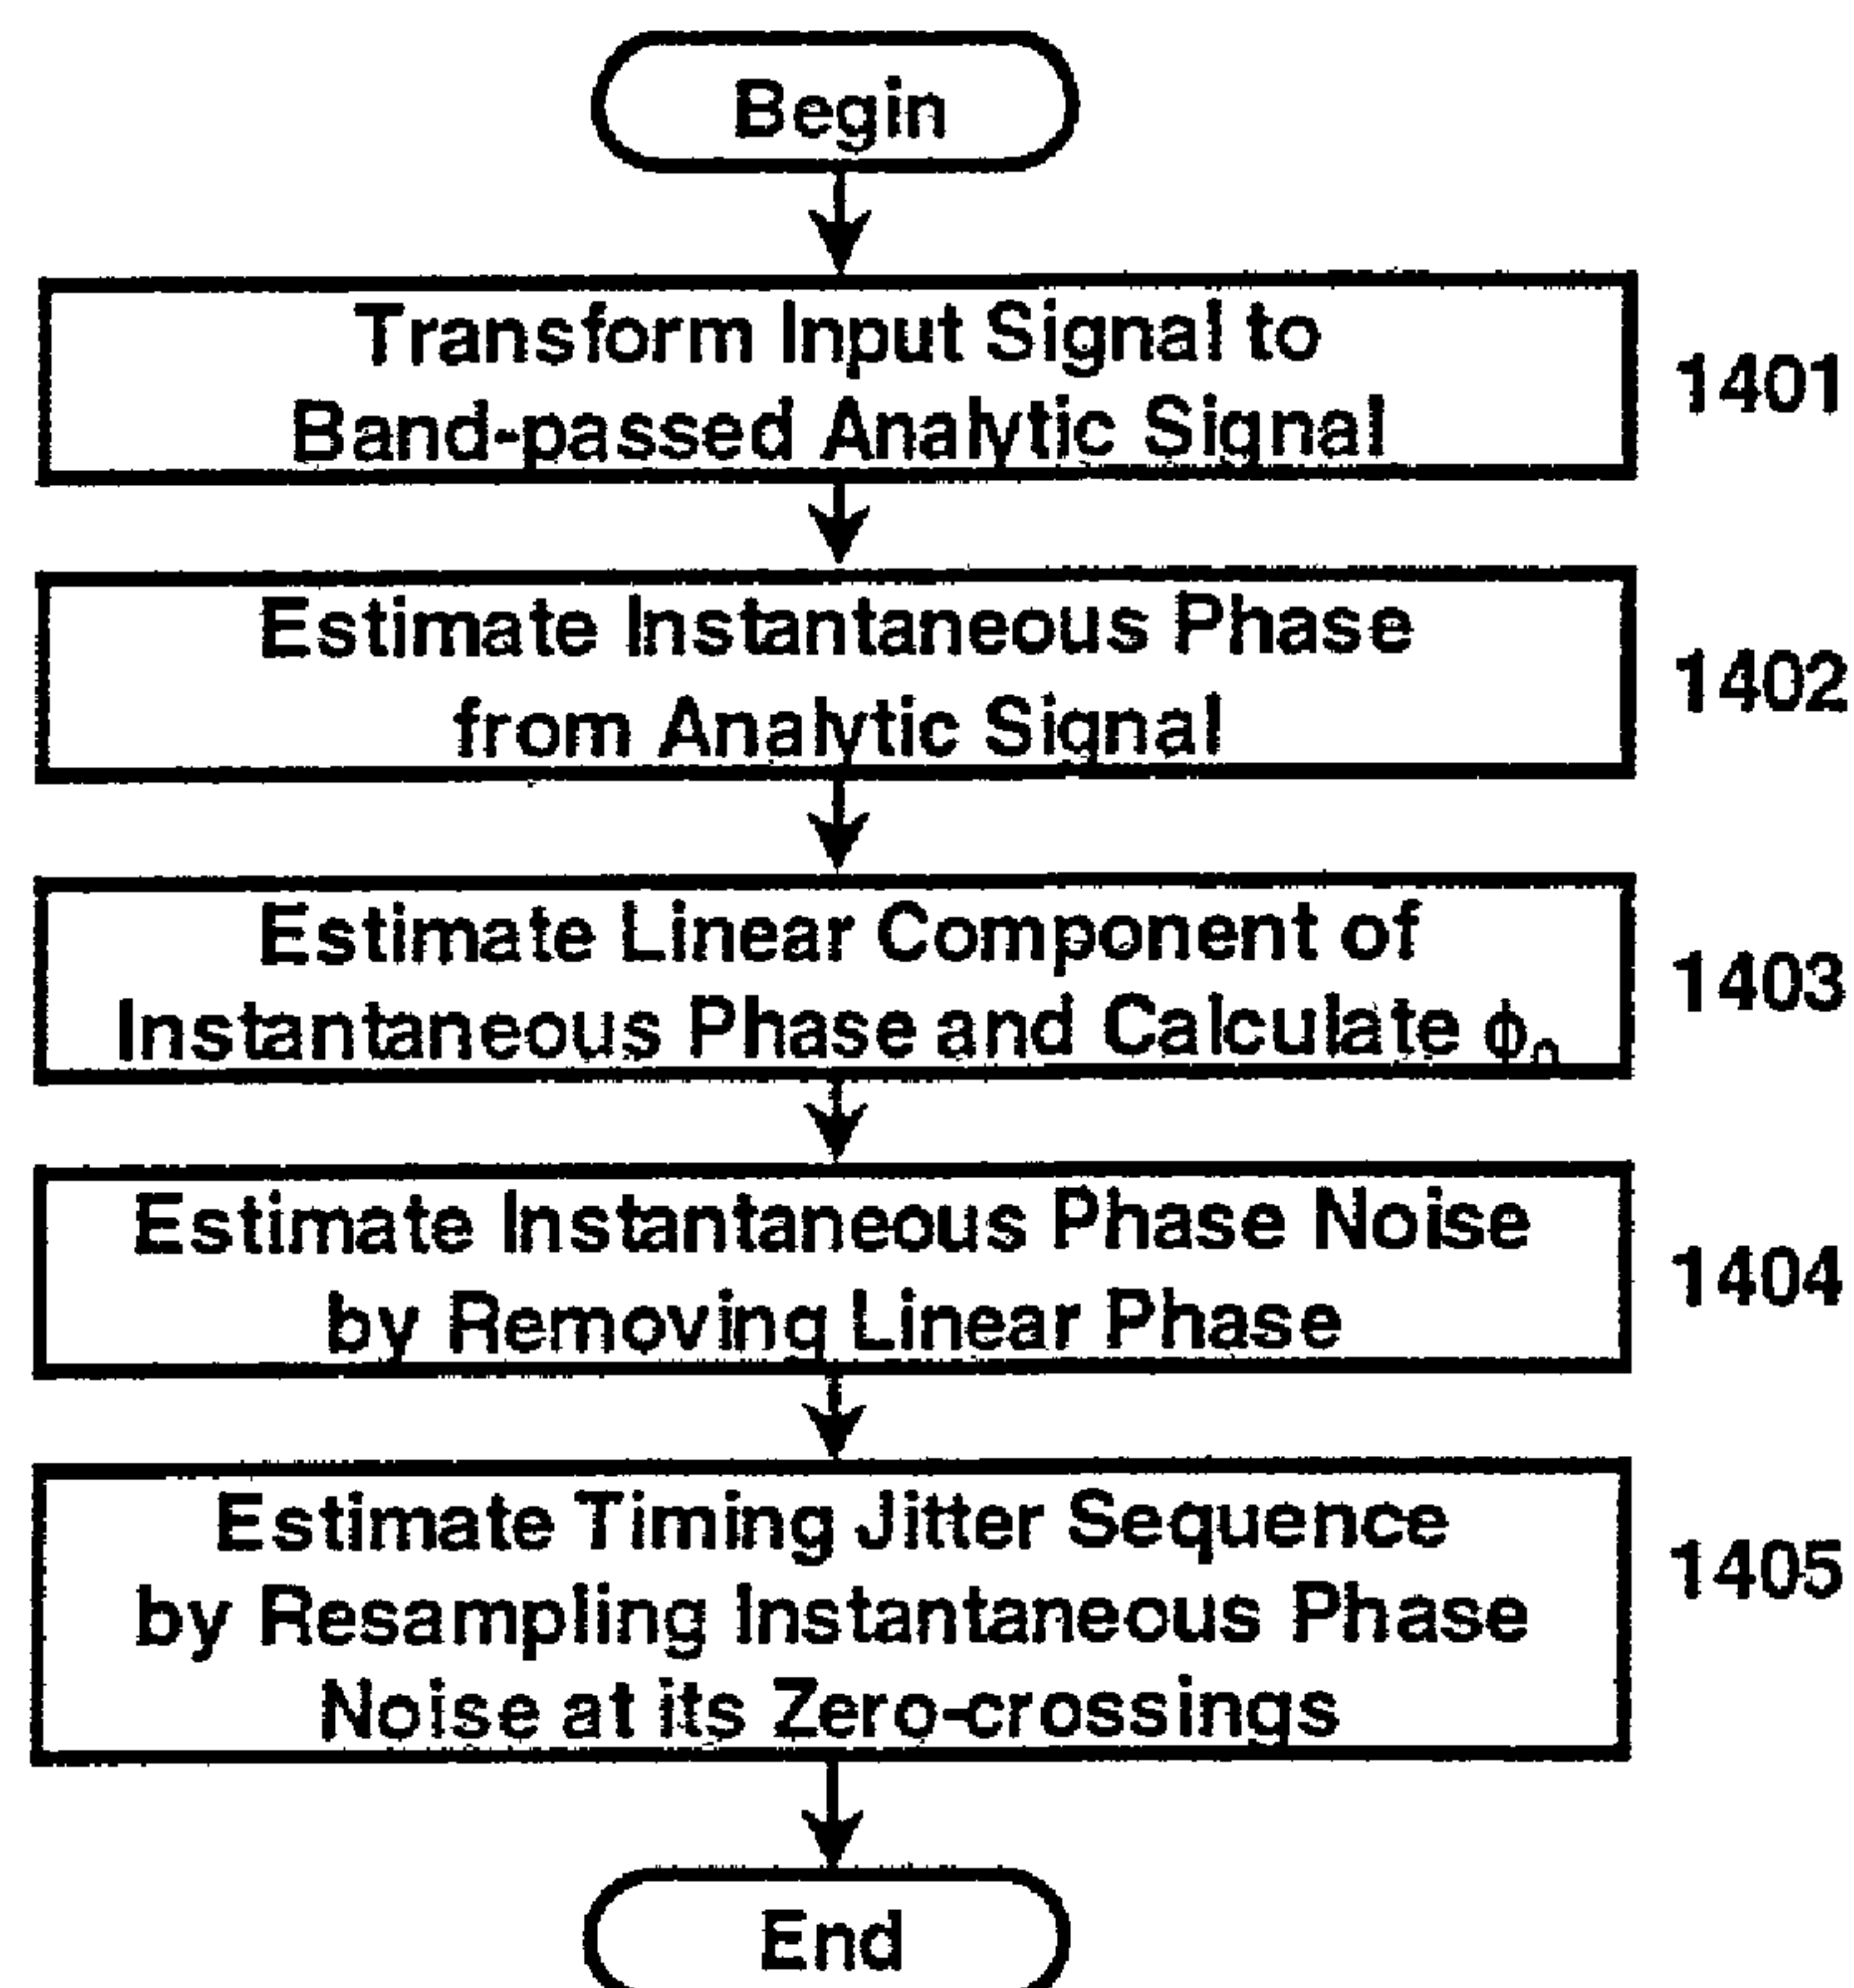 Begin
Transform Input Signal to
Band-passed Analytic Signal
1401
Estimate Instantaneous Phase
from Analytic Signal
1402
Estimate Linear Component of
Instantaneous Phase and Calculate ϕ₀
1403
Estimate Instantaneous Phase Noise
by Removing Linear Phase
1404
Estimate Timing Jitter Sequence
by Resampling Instantaneous Phase
Noise at its Zero-crossings
1405
End